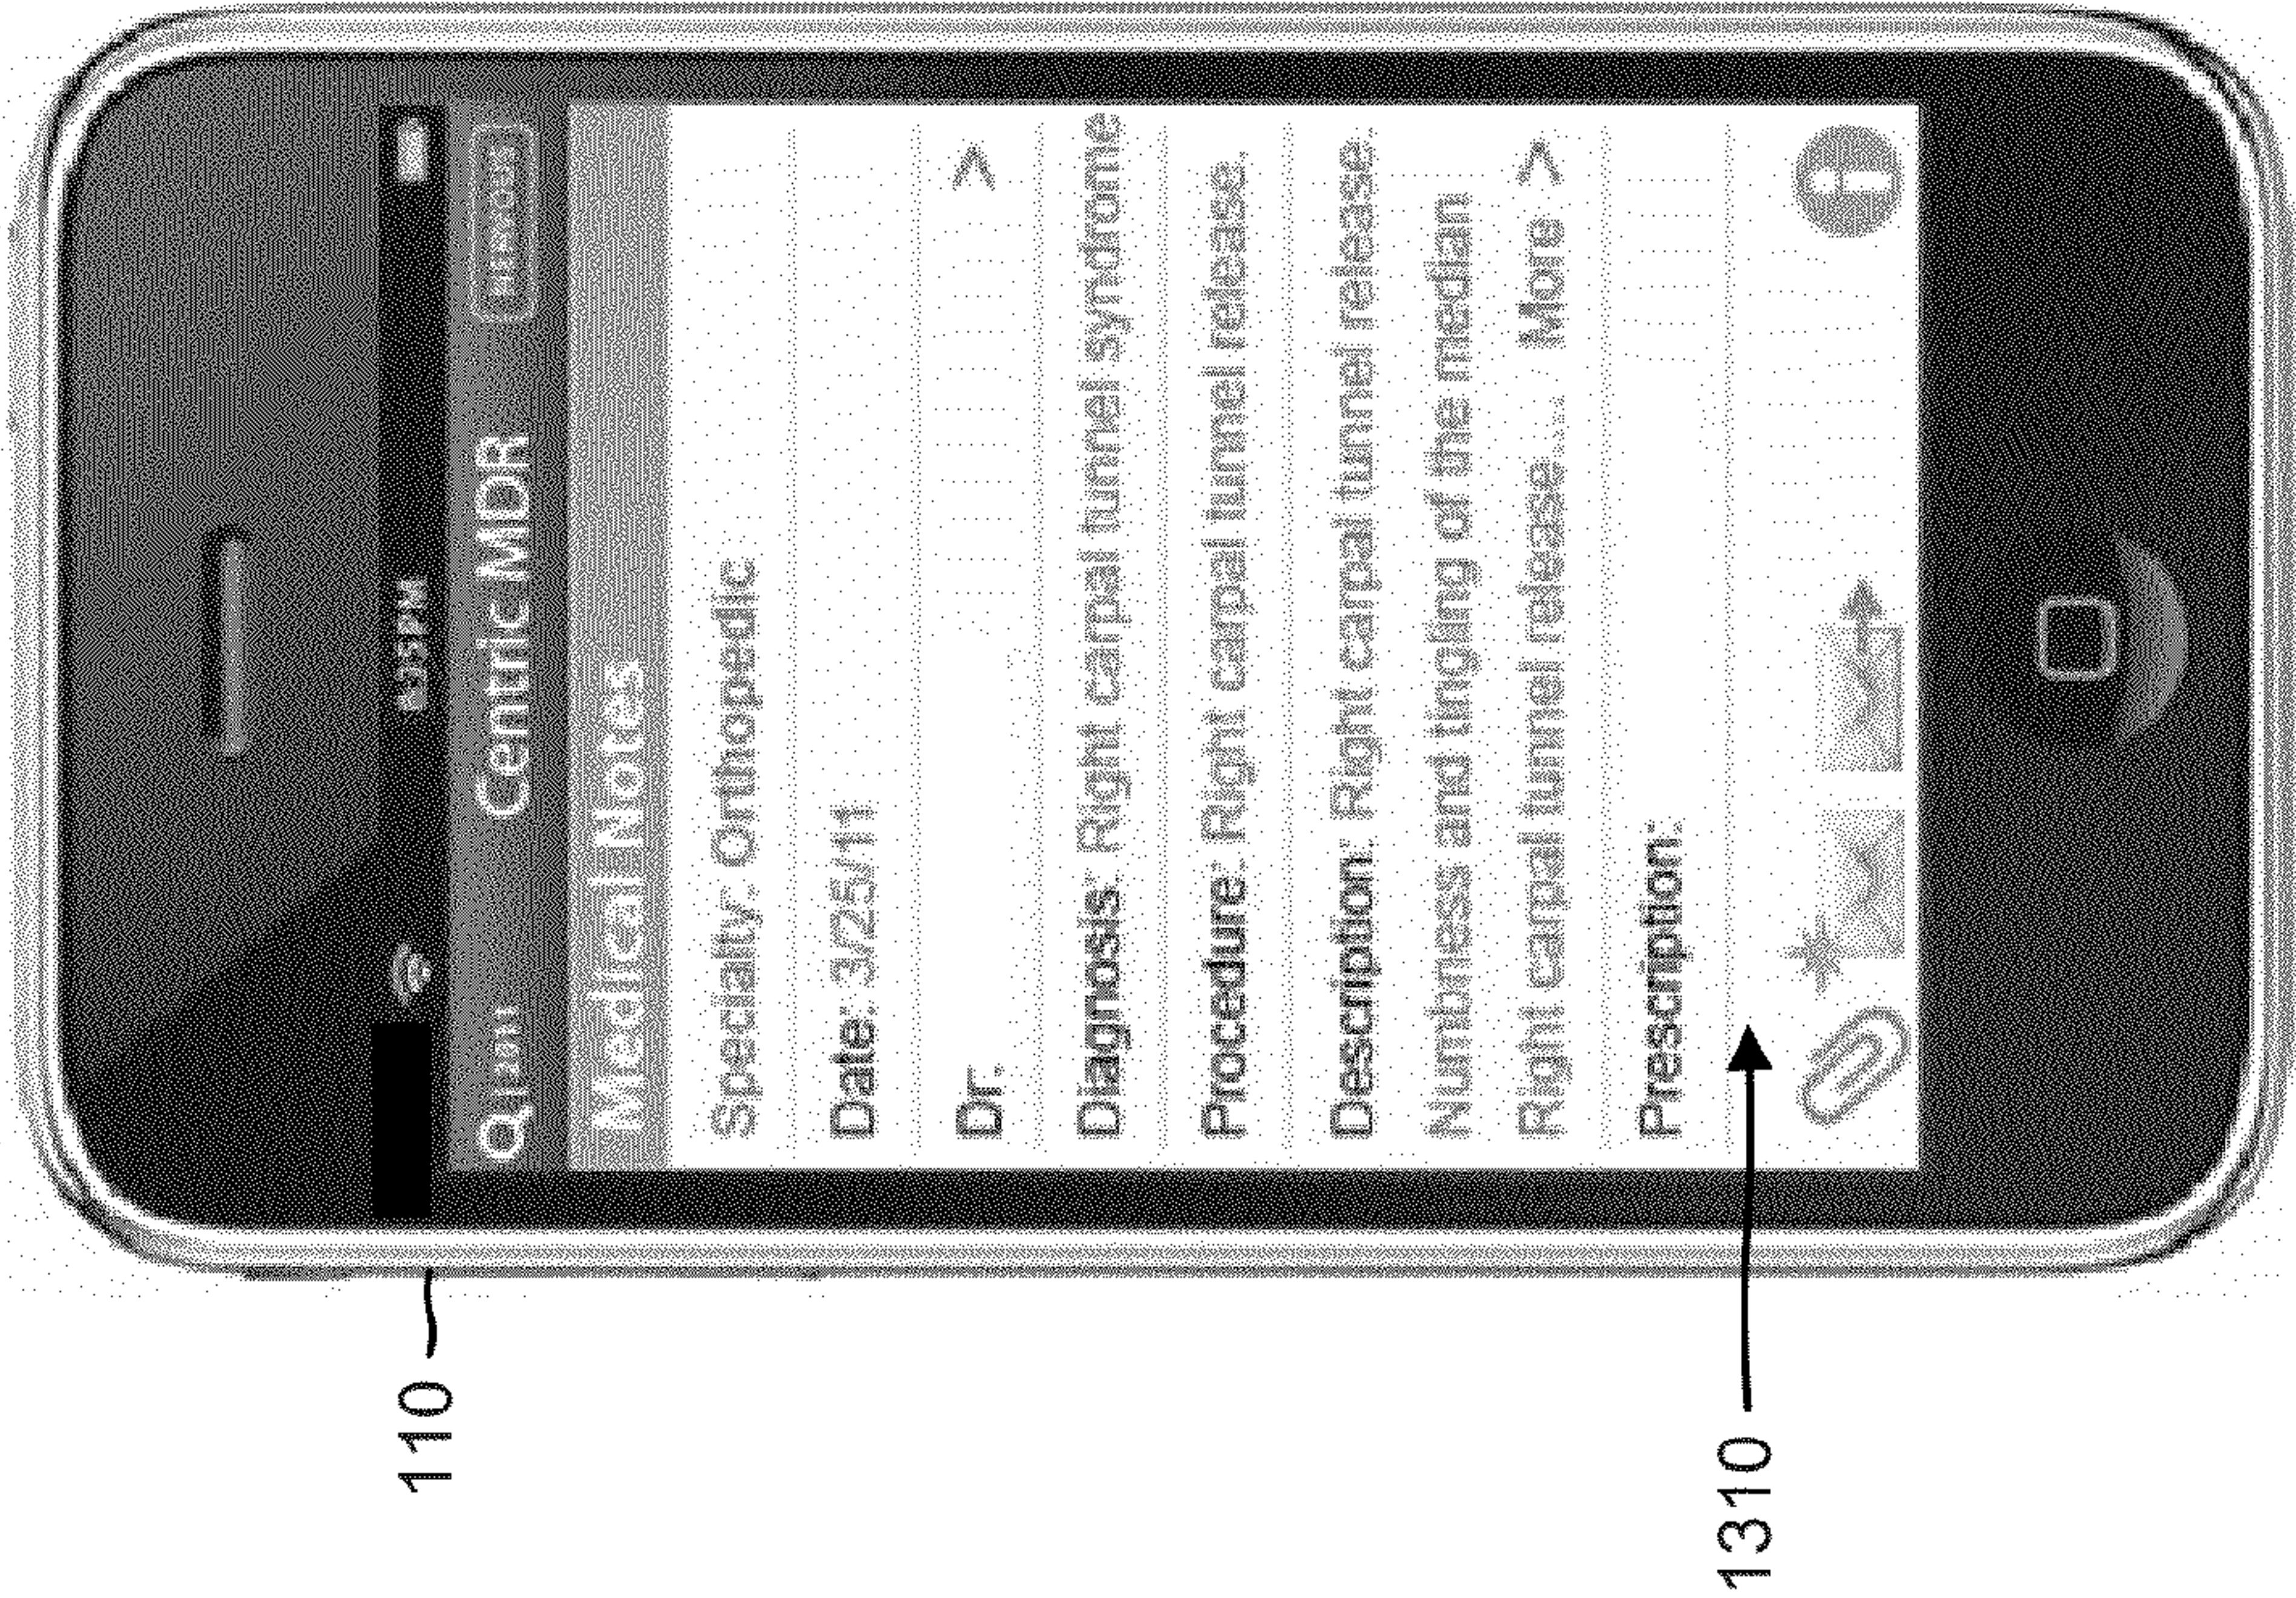 Q | 2011 Centric MDR
Medical Notes
Specialty: Orthopedic
Date: 3/25/11
Dr. >
Diagnosis: Right carpal tunnel syndrome
Procedure: Right carpal tunnel release.
Description: Right carpal tunnel release.
Numbness and tingling of the median
Right carpal tunnel release.... More >
Prescription:
i
110
1310